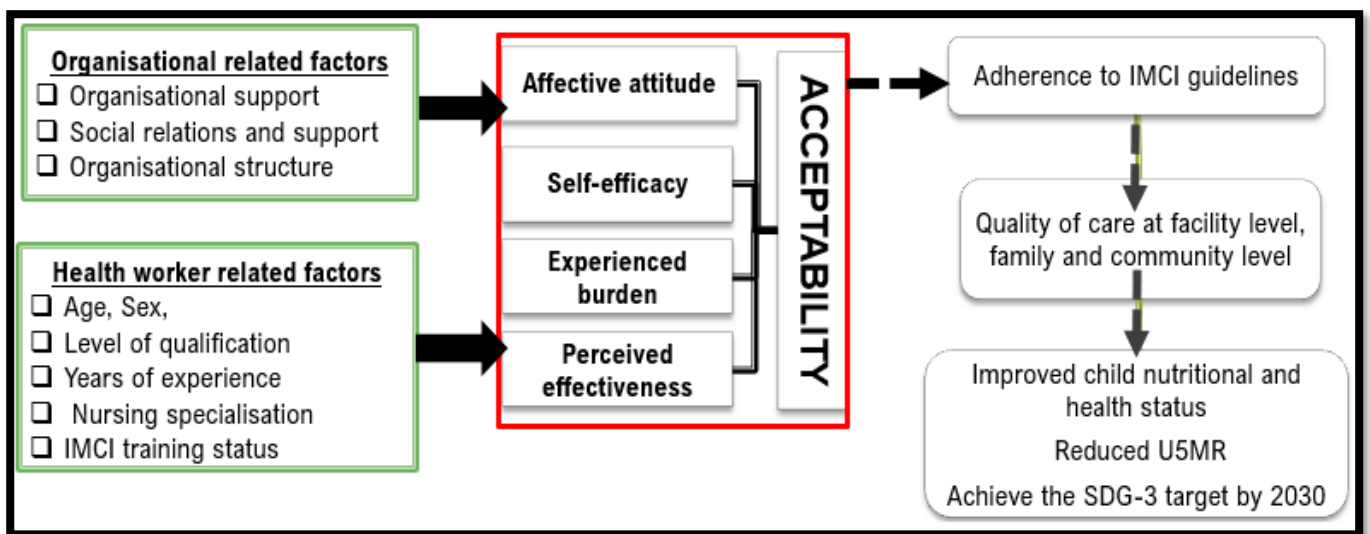 Organisational related factors
❑ Organisational support
❑ Social relations and support
❑ Organisational structure
Health worker related factors
❑ Age, Sex,
❑ Level of qualification
❑ Years of experience
❑ Nursing specialisation
❑ IMCI training status
Affective attitude
Self-efficacy
Experienced
burden
Perceived
effectiveness
ACCEPTABILITY
Adherence to IMCI guidelines
Quality of care at facility level,
family and community level
Improved child nutritional and
health status
Reduced U5MR
Achieve the SDG-3 target by 2030